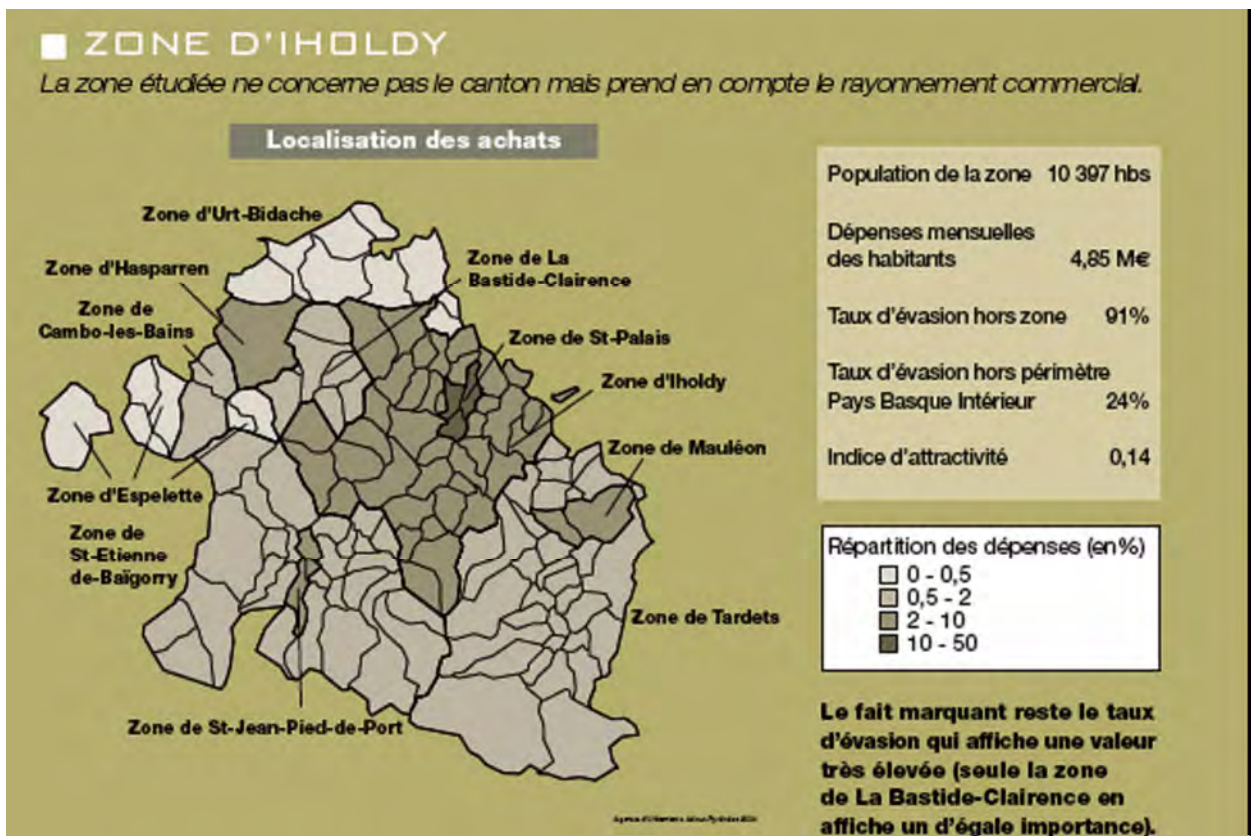 ZONE D'IHOLDY
La zone étudiée ne concerne pas le canton mais prend en compte le rayonnement commercial.
Localisation des achats
Zone d'Urt-Bidache
Zone d'Hasparren
Zone de La
Bastide-Clairence
Zone de
Cambo-les-Bains
Zone de St-Palais
Zone d'Iholdy
Zone de Mauléon
Zone d'Espelette
Zone de
St-Etienne
de-Baïgorry
Zone de Tardets
Zone de St-Jean-Pied-de-Port
Population de la zone 10 397 hbs
Dépenses mensuelles
des habitants 4,85 M€
Taux d'évasion hors zone 91%
Taux d'évasion hors périmètre
Pays Basque Intérieur 24%
Indice d'attractivité 0,14
Répartition des dépenses (en%)
0 - 0,5
0,5 - 2
2 - 10
10 - 50
Le fait marquant reste le taux
d'évasion qui affiche une valeur
très élevée (seule la zone
de La Bastide-Clairence en
affiche un d'égale importance).